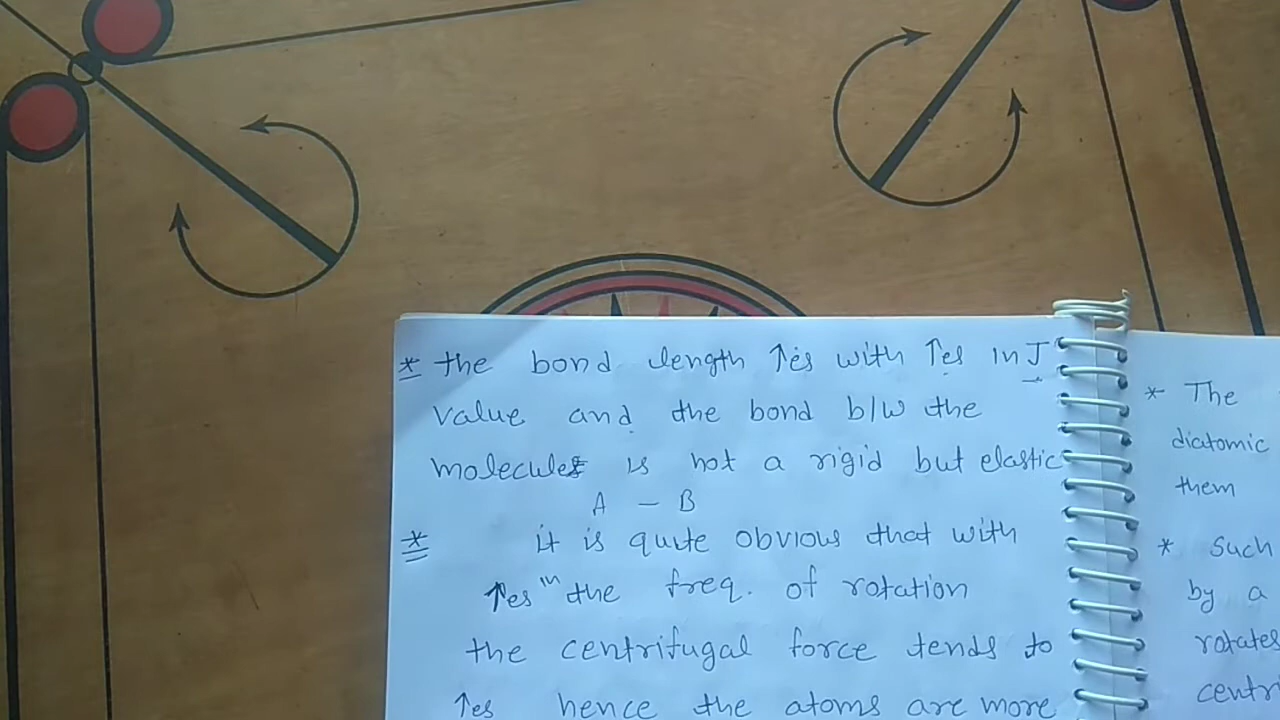 * the bond length ↑es with ↑es in J
value and the bond b/w the
molecules is not a rigid but elastic
A - B
* it is quite obvious that with
↑es in the freq. of rotation
the centrifugal force tends to
↑es hence the atoms are more
* The
diatomic
them
* Such
by a
rotates
centri